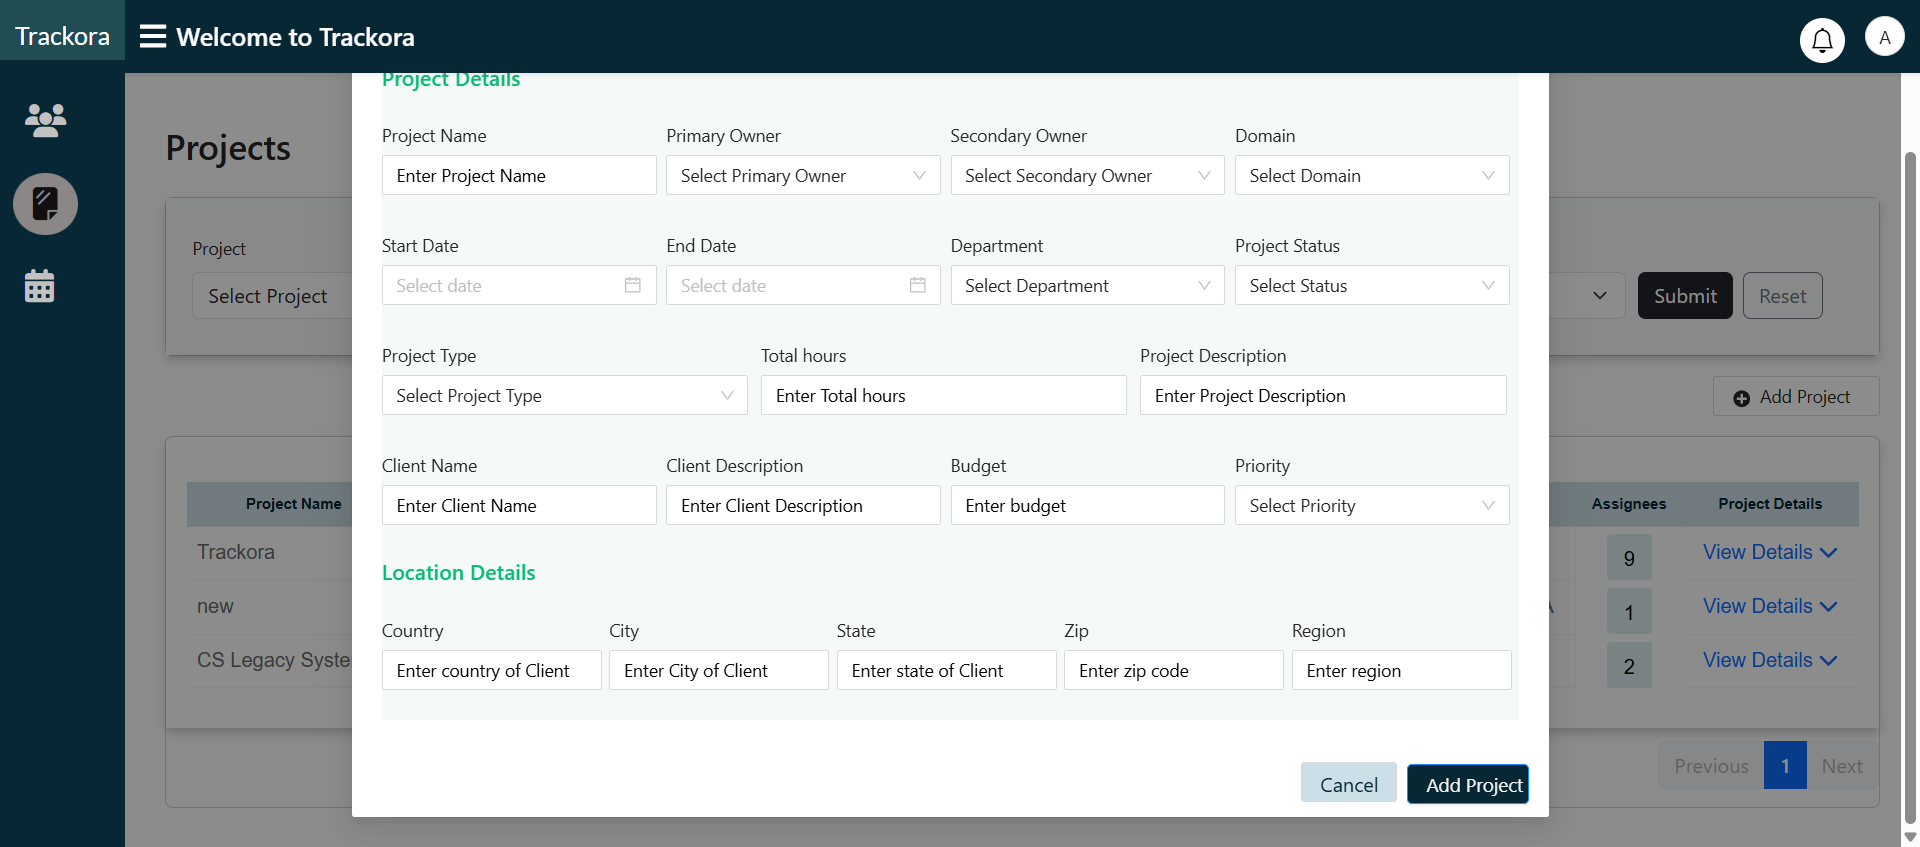 Trackora
Welcome to Trackora
A
Projects
Project
Select Project
Submit
Reset
Add Project
Project Name
Assignees
Project Details
Trackora
9
View Details
new
1
View Details
CS Legacy Syste
2
View Details
Previous
1
Next
Project Details
Project Name
Primary Owner
Secondary Owner
Domain
Enter Project Name
Select Primary Owner
Select Secondary Owner
Select Domain
Start Date
End Date
Department
Project Status
Select date
Select date
Select Department
Select Status
Project Type
Total hours
Project Description
Select Project Type
Enter Total hours
Enter Project Description
Client Name
Client Description
Budget
Priority
Enter Client Name
Enter Client Description
Enter budget
Select Priority
Location Details
Country
City
State
Zip
Region
Enter country of Client
Enter City of Client
Enter state of Client
Enter zip code
Enter region
Cancel
Add Project